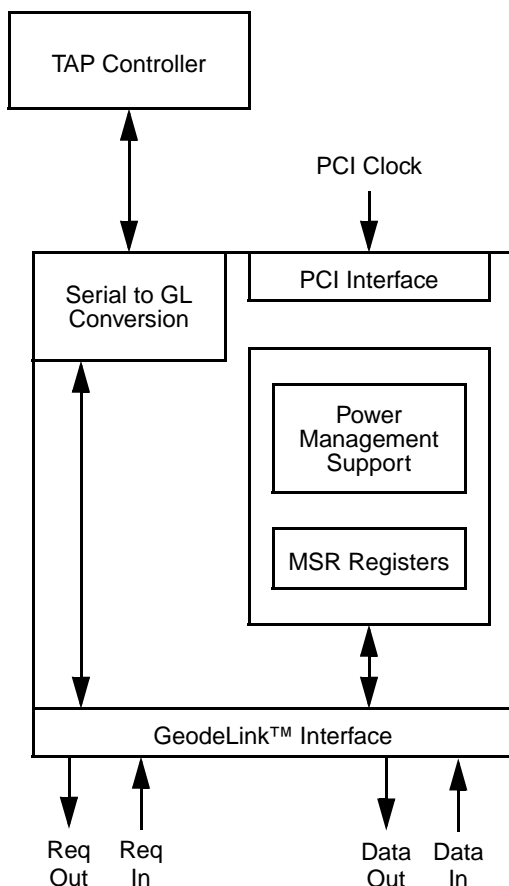 TAP Controller
PCI Clock
Serial to GL
Conversion
PCI Interface
Power
Management
Support
MSR Registers
GeodeLink™ Interface
Req
Out
Req
In
Data
Out
Data
In